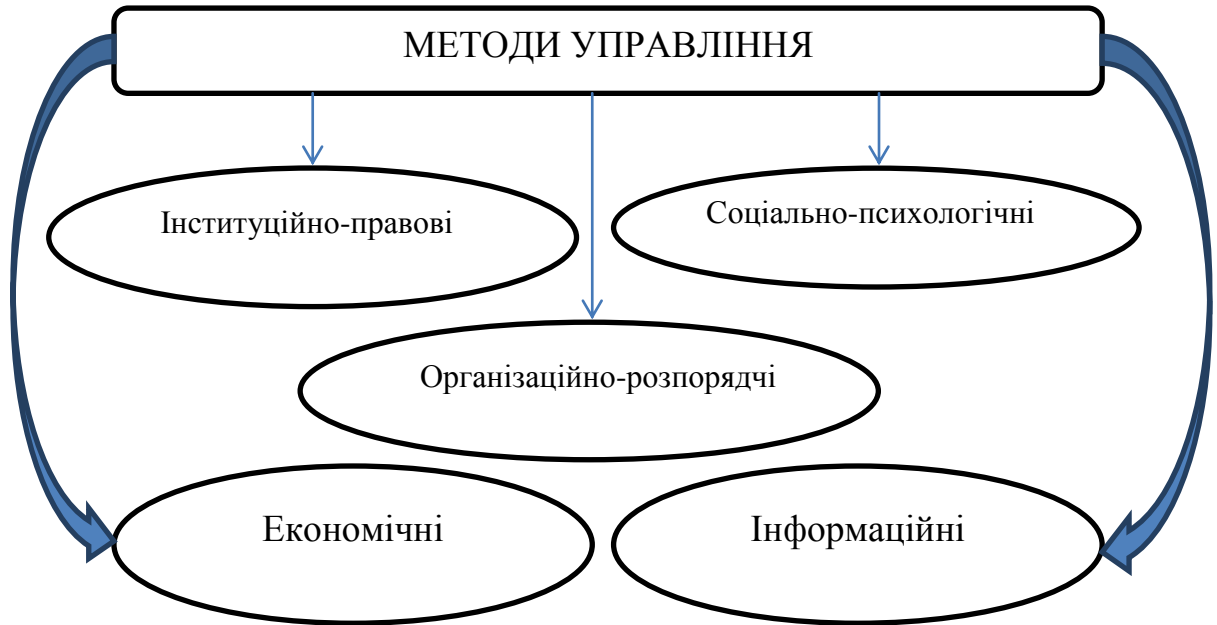 МЕТОДИ УПРАВЛІННЯ
Інституційно-правові
Соціально-психологічні
Організаційно-розпорядчі
Економічні
Інформаційні